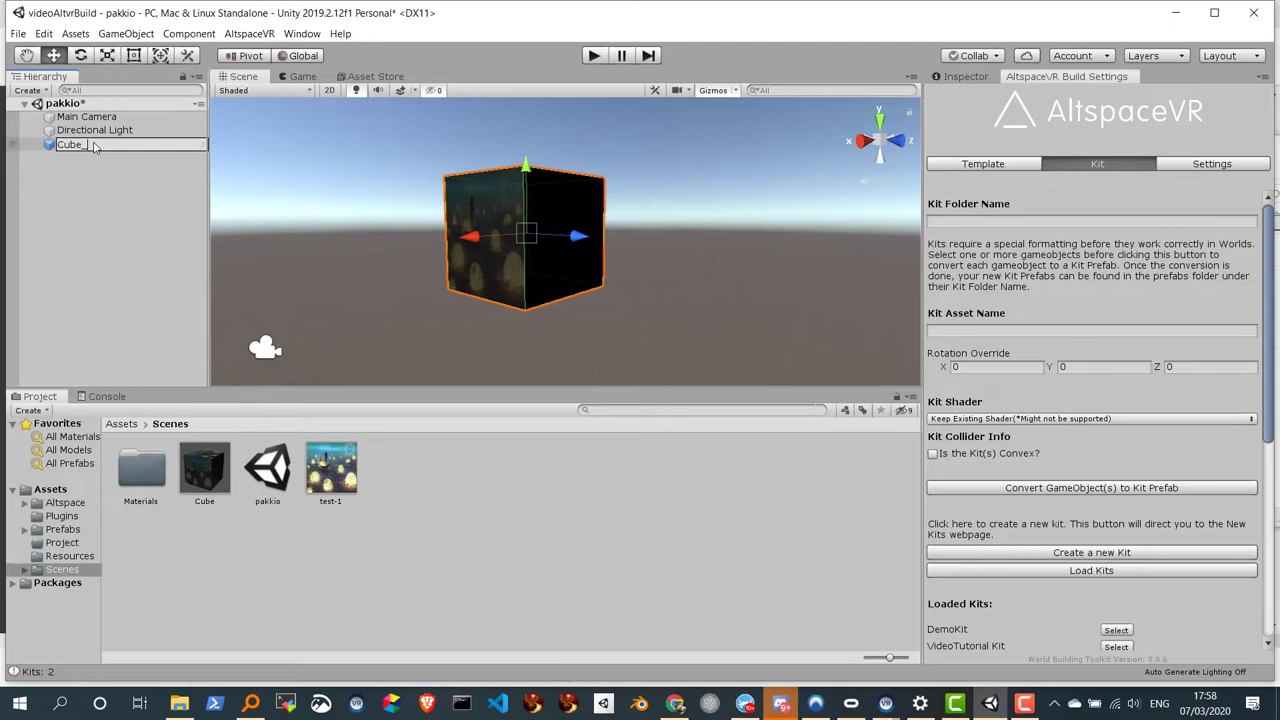 videoAltvrBuild - pakkio - PC, Mac & Linux Standalone - Unity 2019.2.12f1 Personal* <DX11>
File Edit Assets GameObject Component AltspaceVR Window Help
Pivot Global Collab Account Layers Layout
Hierarchy Scene Game Asset Store Inspector AltspaceVR Build Settings
Create All Shaded 2D 0 Gizmos All
pakkio*
Main Camera
Directional Light
Cube_
y
x z
AltspaceVR
Template Kit Settings
Kit Folder Name
Kits require a special formatting before they work correctly in Worlds.
Select one or more gameobjects before clicking this button to
convert each gameobject to a Kit Prefab. Once the conversion is
done, your new Kit Prefabs can be found in the prefabs folder under
their Kit Folder Name.
Kit Asset Name
Rotation Override
X 0 Y 0 Z 0
Kit Shader
Keep Existing Shader(*Might not be supported)
Kit Collider Info
Is the Kit(s) Convex?
Convert GameObject(s) to Kit Prefab
Click here to create a new kit. This button will direct you to the New
Kits webpage.
Create a new Kit
Load Kits
Loaded Kits:
DemoKit Select
VideoTutorial Kit Select
World Building Toolkit Version: 0.8.6
Project Console
Create 9
Favorites
All Materials
All Models
All Prefabs
Assets
Altspace
Plugins
Prefabs
Project
Resources
Scenes
Packages
Assets > Scenes
Materials Cube pakkio test-1
Kits: 2
Auto Generate Lighting Off
ENG
17:58
07/03/2020